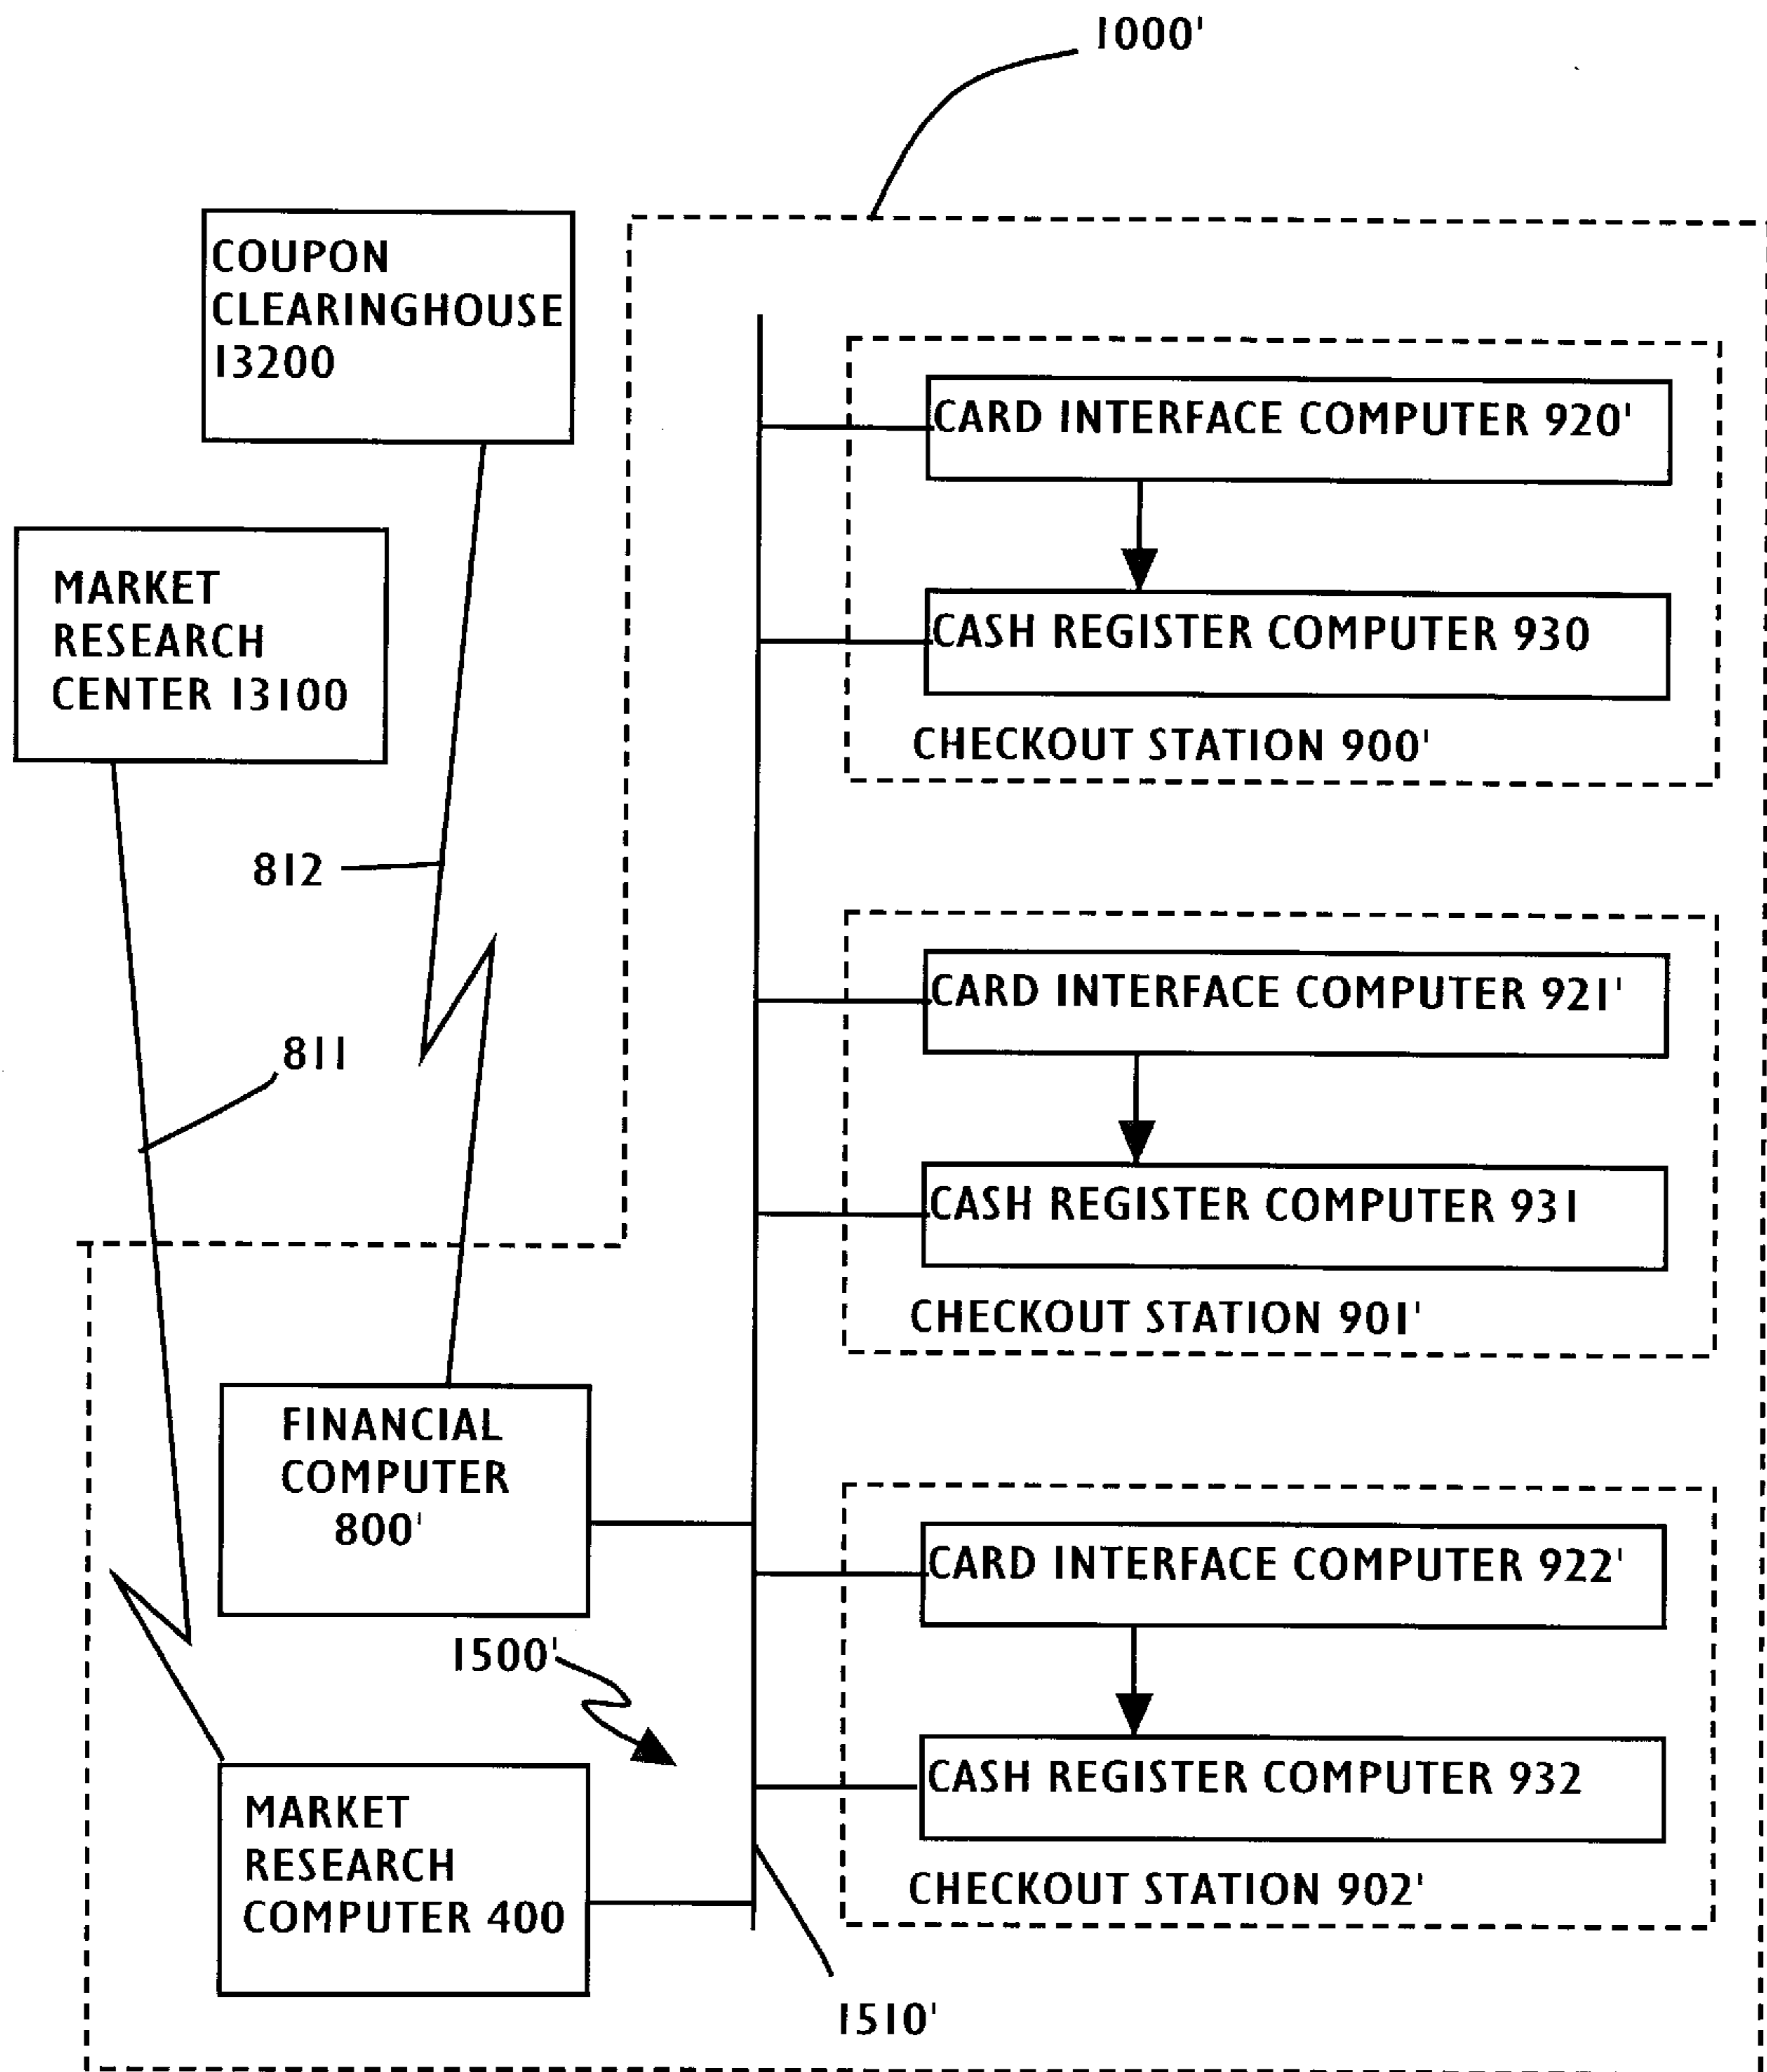 1000'
COUPON
CLEARINGHOUSE
13200
CARD INTERFACE COMPUTER 920'
CASH REGISTER COMPUTER 930
CHECKOUT STATION 900'
MARKET
RESEARCH
CENTER 13100
812
811
CARD INTERFACE COMPUTER 921'
CASH REGISTER COMPUTER 931
CHECKOUT STATION 901'
FINANCIAL
COMPUTER
800'
1500'
CARD INTERFACE COMPUTER 922'
CASH REGISTER COMPUTER 932
CHECKOUT STATION 902'
MARKET
RESEARCH
COMPUTER 400
1510'